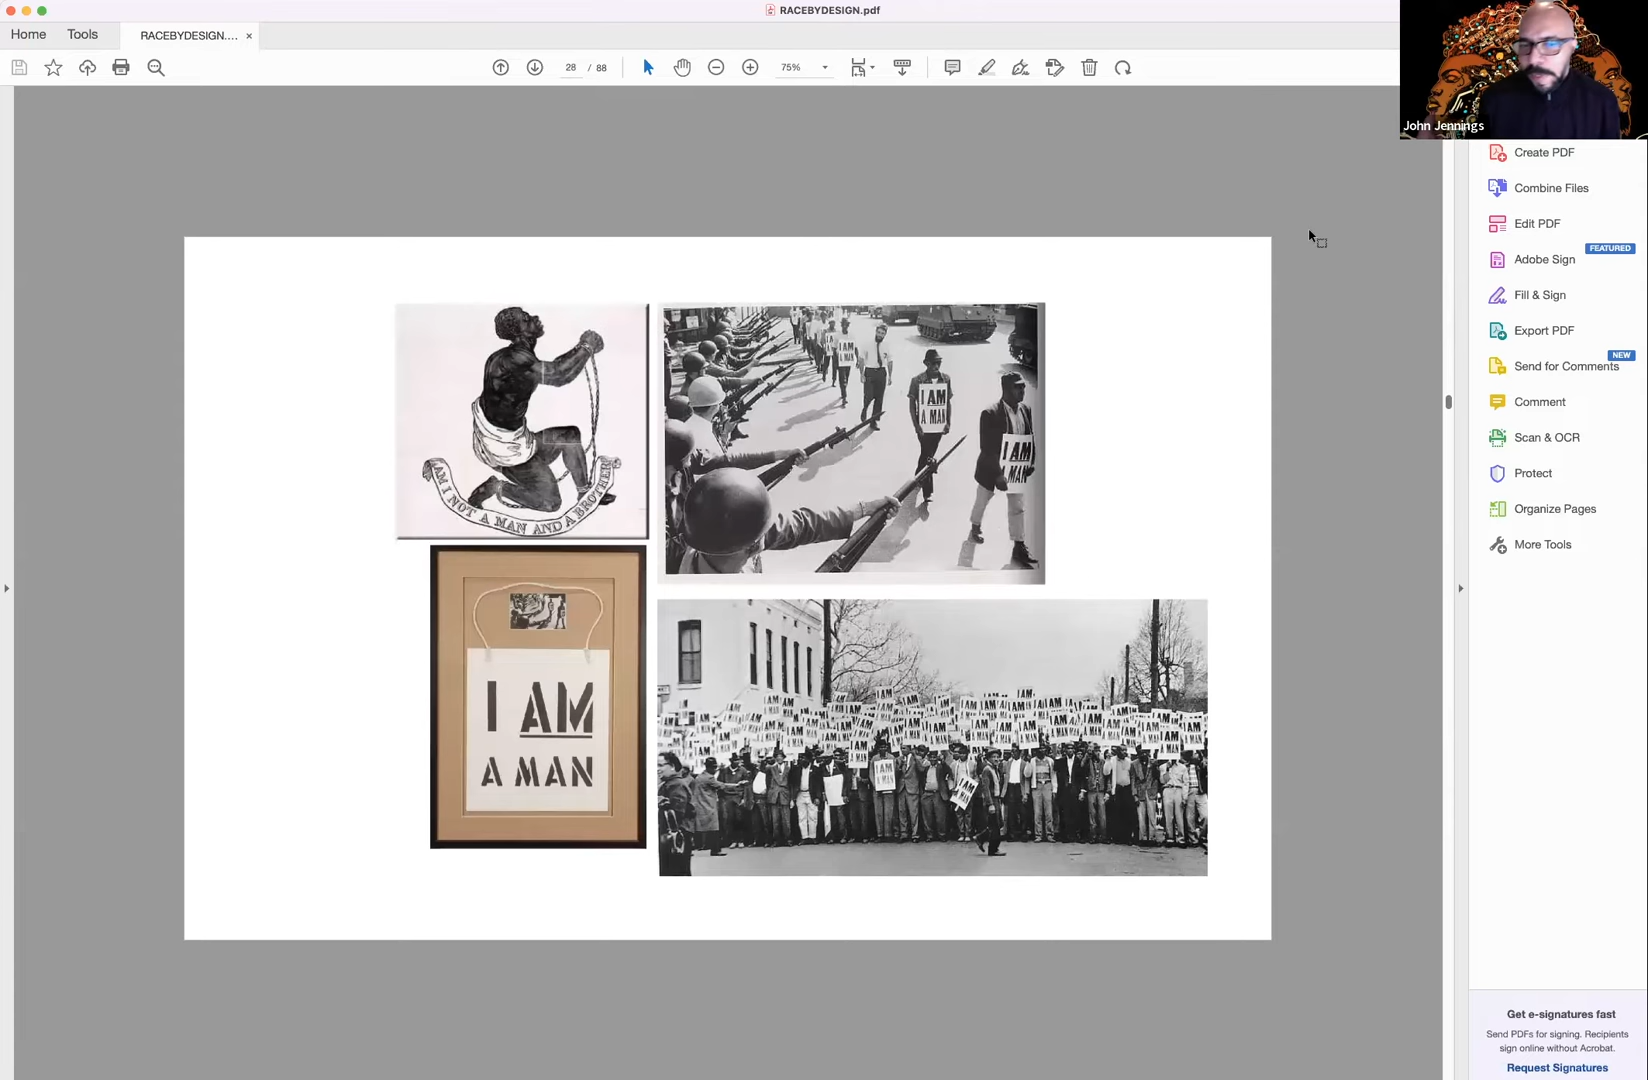 RACEBYDESIGN.pdf
Home
Tools
RACEBYDESIGN.... ×
28 / 88
75%
John Jennings
Create PDF
Combine Files
Edit PDF
FEATURED
Adobe Sign
Fill & Sign
Export PDF
NEW
Send for Comments
Comment
Scan & OCR
Protect
Organize Pages
More Tools
AM I NOT A MAN AND A BROTHER?
I AM
A MAN
I AM
A MAN
I AM
A MAN
I AM
A MAN
I AM
A MAN
Get e-signatures fast
Send PDFs for signing. Recipients
sign online without Acrobat.
Request Signatures